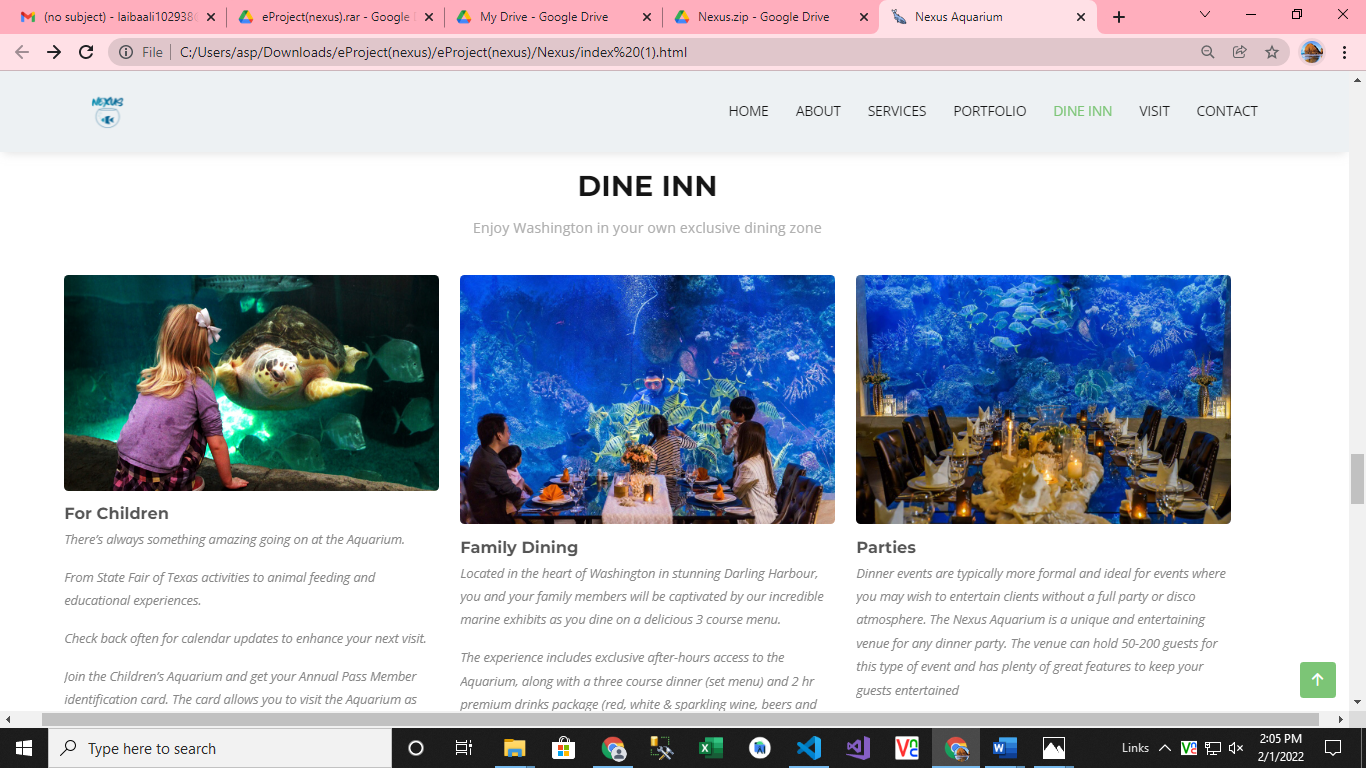 (no subject) - laibaali102938
eProject(nexus).rar - Google
My Drive - Google Drive
Nexus.zip - Google Drive
Nexus Aquarium
File
C:/Users/asp/Downloads/eProject(nexus)/eProject(nexus)/Nexus/index%20(1).html
NEXUS
HOME ABOUT SERVICES PORTFOLIO DINE INN VISIT CONTACT
DINE INN
Enjoy Washington in your own exclusive dining zone
For Children
There's always something amazing going on at the Aquarium.
From State Fair of Texas activities to animal feeding and
educational experiences.
Check back often for calendar updates to enhance your next visit.
Join the Children's Aquarium and get your Annual Pass Member
identification card. The card allows you to visit the Aquarium as
Family Dining
Located in the heart of Washington in stunning Darling Harbour,
you and your family members will be captivated by our incredible
marine exhibits as you dine on a delicious 3 course menu.
The experience includes exclusive after-hours access to the
Aquarium, along with a three course dinner (set menu) and 2 hr
premium drinks package (red, white & sparkling wine, beers and
Parties
Dinner events are typically more formal and ideal for events where
you may wish to entertain clients without a full party or disco
atmosphere. The Nexus Aquarium is a unique and entertaining
venue for any dinner party. The venue can hold 50-200 guests for
this type of event and has plenty of great features to keep your
guests entertained
Type here to search
Links
2:05 PM
2/1/2022